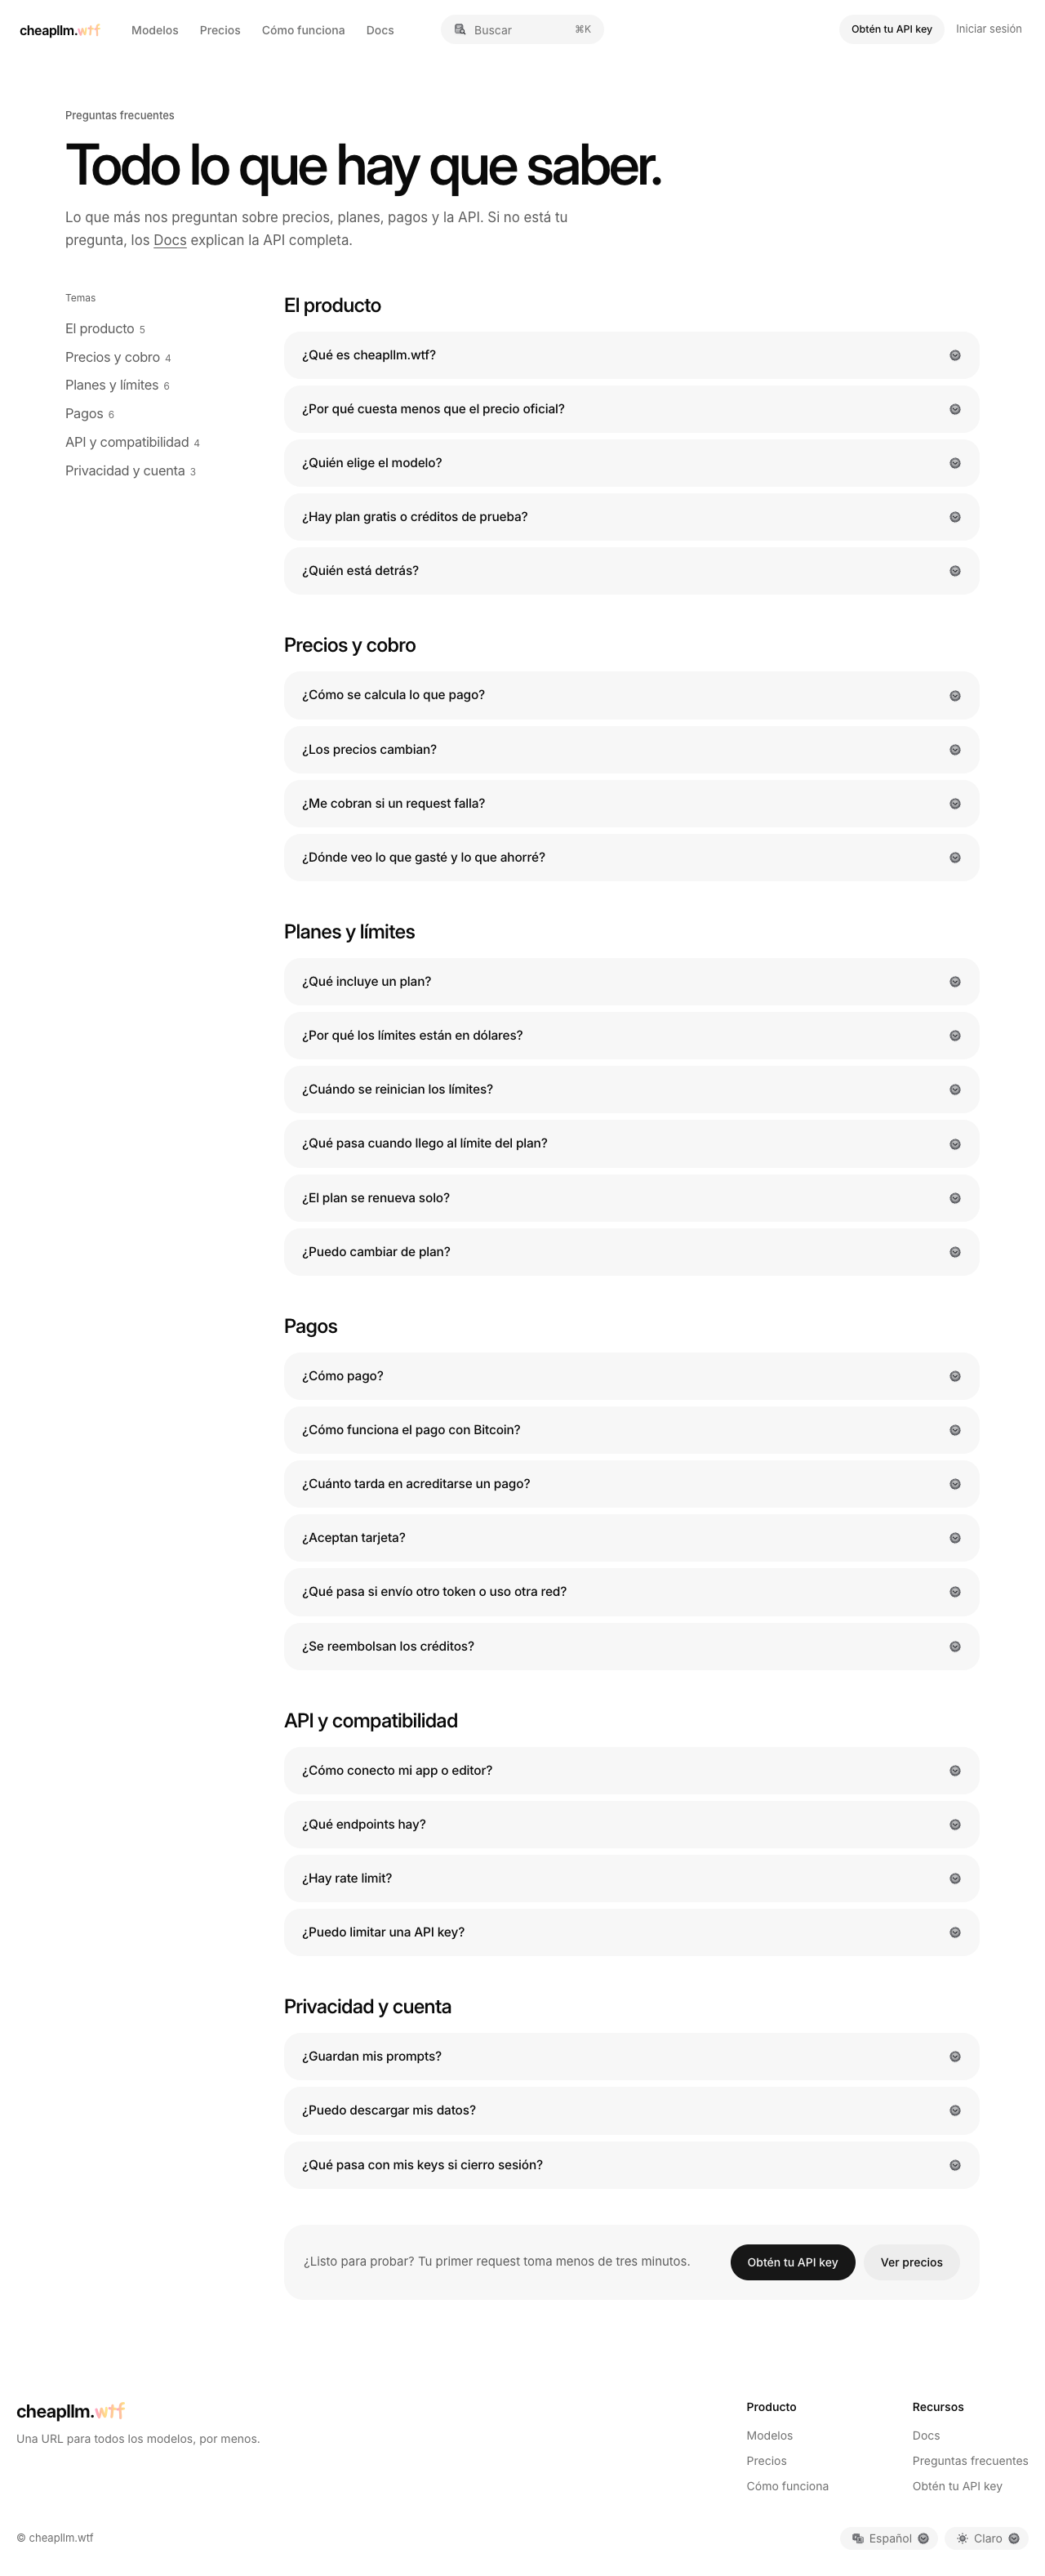 cheapllm.wtf
Modelos
Precios
Cómo funciona
Docs
Buscar
⌘K
Obtén tu API key
Iniciar sesión
Preguntas frecuentes
Todo lo que hay que saber.
Lo que más nos preguntan sobre precios, planes, pagos y la API. Si no está tu
pregunta, los Docs explican la API completa.
Temas
El producto 5
Precios y cobro 4
Planes y límites 6
Pagos 6
API y compatibilidad 4
Privacidad y cuenta 3
El producto
¿Qué es cheapllm.wtf?
¿Por qué cuesta menos que el precio oficial?
¿Quién elige el modelo?
¿Hay plan gratis o créditos de prueba?
¿Quién está detrás?
Precios y cobro
¿Cómo se calcula lo que pago?
¿Los precios cambian?
¿Me cobran si un request falla?
¿Dónde veo lo que gasté y lo que ahorré?
Planes y límites
¿Qué incluye un plan?
¿Por qué los límites están en dólares?
¿Cuándo se reinician los límites?
¿Qué pasa cuando llego al límite del plan?
¿El plan se renueva solo?
¿Puedo cambiar de plan?
Pagos
¿Cómo pago?
¿Cómo funciona el pago con Bitcoin?
¿Cuánto tarda en acreditarse un pago?
¿Aceptan tarjeta?
¿Qué pasa si envío otro token o uso otra red?
¿Se reembolsan los créditos?
API y compatibilidad
¿Cómo conecto mi app o editor?
¿Qué endpoints hay?
¿Hay rate limit?
¿Puedo limitar una API key?
Privacidad y cuenta
¿Guardan mis prompts?
¿Puedo descargar mis datos?
¿Qué pasa con mis keys si cierro sesión?
¿Listo para probar? Tu primer request toma menos de tres minutos.
Obtén tu API key
Ver precios
cheapllm.wtf
Una URL para todos los modelos, por menos.
Producto
Modelos
Precios
Cómo funciona
Recursos
Docs
Preguntas frecuentes
Obtén tu API key
© cheapllm.wtf
Español
Claro